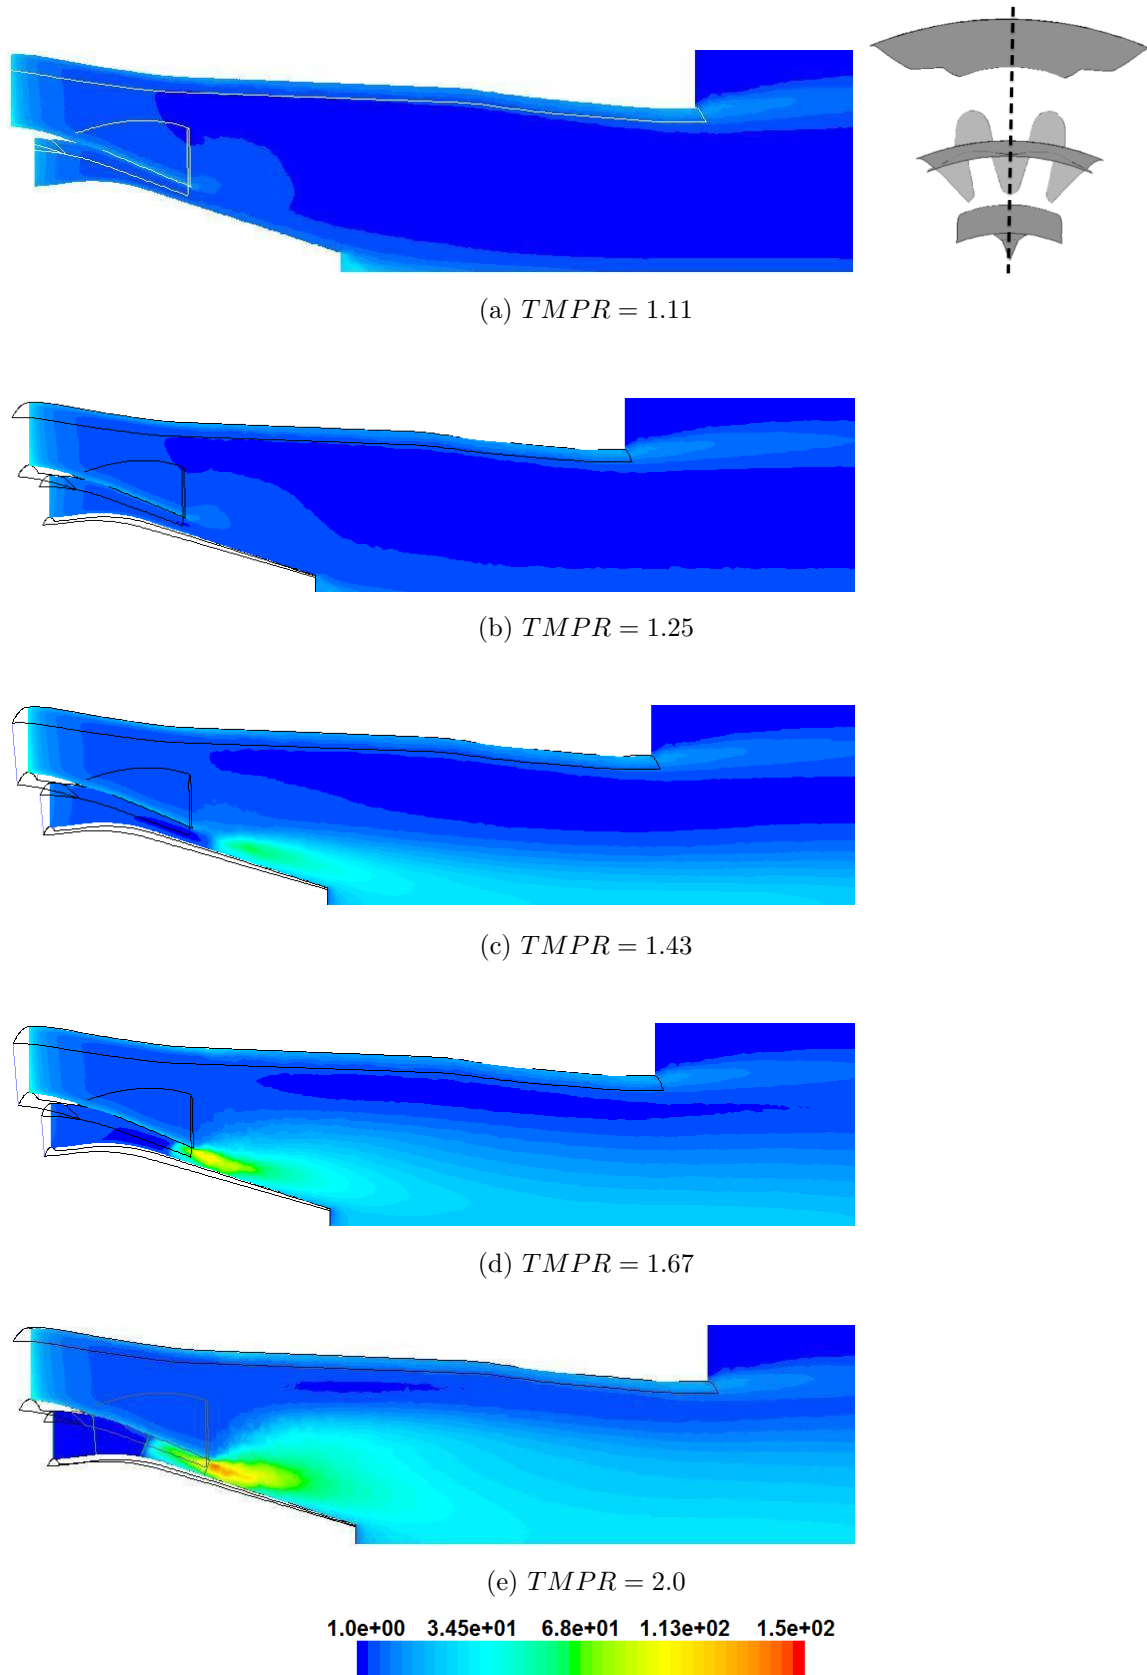 (a) TMPR = 1.11
(b) TMPR = 1.25
(c) TMPR = 1.43
(d) TMPR = 1.67
(e) TMPR = 2.0
1.0e+00 3.45e+01 6.8e+01 1.13e+02 1.5e+02